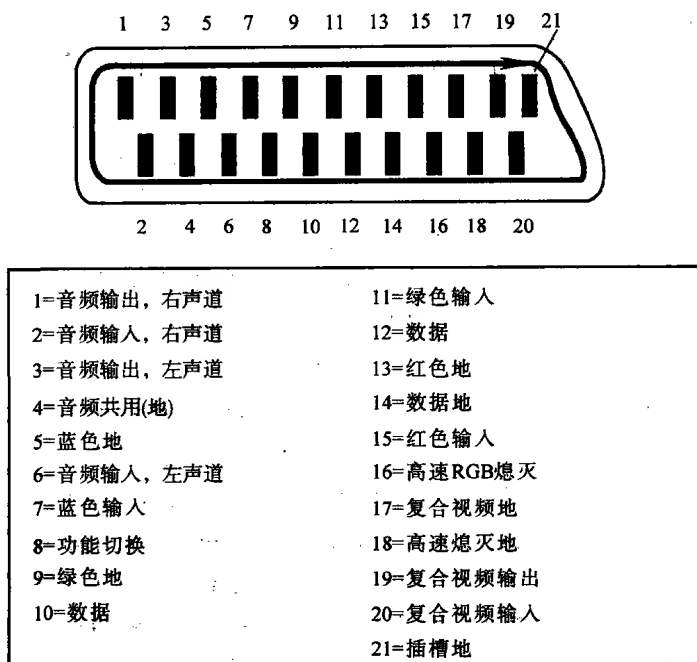 1 3 5 7 9 11 13 15 17 19 21
2 4 6 8 10 12 14 16 18 20
1=音频输出，右声道
2=音频输入，右声道
3=音频输出，左声道
4=音频共用(地)
5=蓝色地
6=音频输入，左声道
7=蓝色输入
8=功能切换
9=绿色地
10=数据
11=绿色输入
12=数据
13=红色地
14=数据地
15=红色输入
16=高速RGB熄灭
17=复合视频地
18=高速熄灭地
19=复合视频输出
20=复合视频输入
21=插槽地